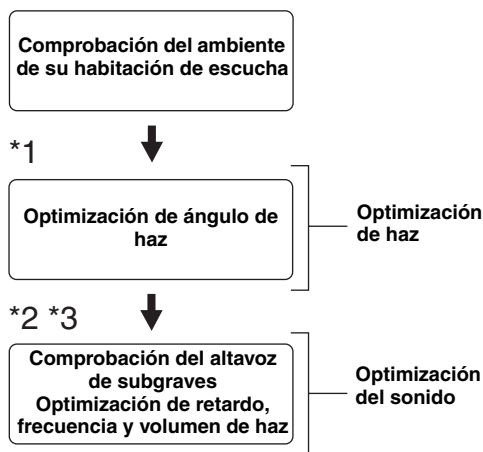 Comprobación del ambiente
de su habitación de escucha
*1
Optimización de ángulo de
haz
Optimización
de haz
*2 *3
Comprobación del altavoz
de subgraves
Optimización de retardo,
frecuencia y volumen de haz
Optimización
del sonido